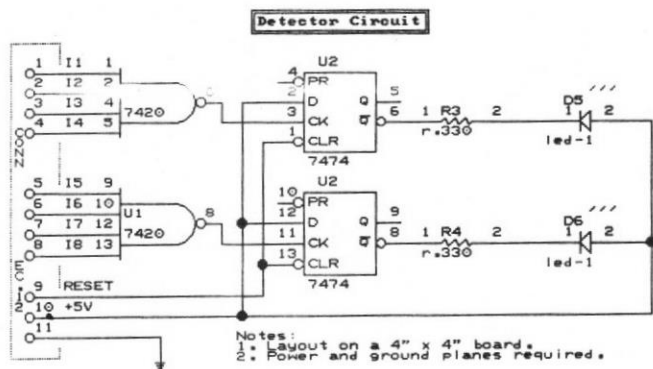 Detector Circuit
1 I1 1
2 I2 2
3 I3 4
4 I4 5
7420
CONN
U2
4 PR
2 D Q 5
3 CK Q 6
1 CLR
7474
1 R3 2
r.330
D5
1 2
led-1
5 I5 9
6 I6 10
7 I7 12
8 I8 13
U1
8
7420
U2
10 PR
12 D Q 9
11 CK Q 8
13 CLR
7474
1 R4 2
r.330
D6
1 2
led-1
9 RESET
10 +5V
11
Notes:
1. Layout on a 4" x 4" board.
2. Power and ground planes required.